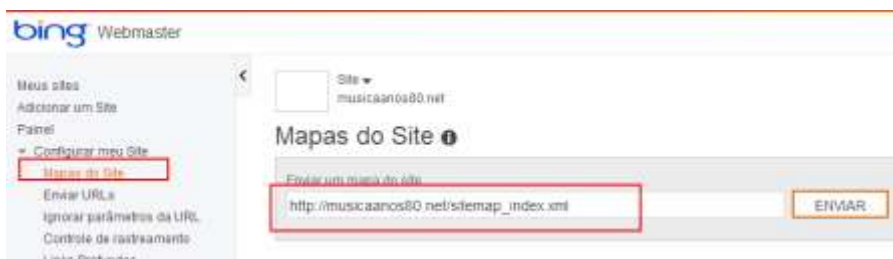 bing Webmaster
Meus sites
Adicionar um Site
Painel
Configurar meu Site
Mapas do Site
Enviar URLs
Ignorar parâmetros da URL
Controle de rastreamento
Links Profundos
Site
musicaanos80.net
Mapas do Site
Enviar um mapa do site
http://musicaanos80.net/sitemap_index.xml
ENVIAR